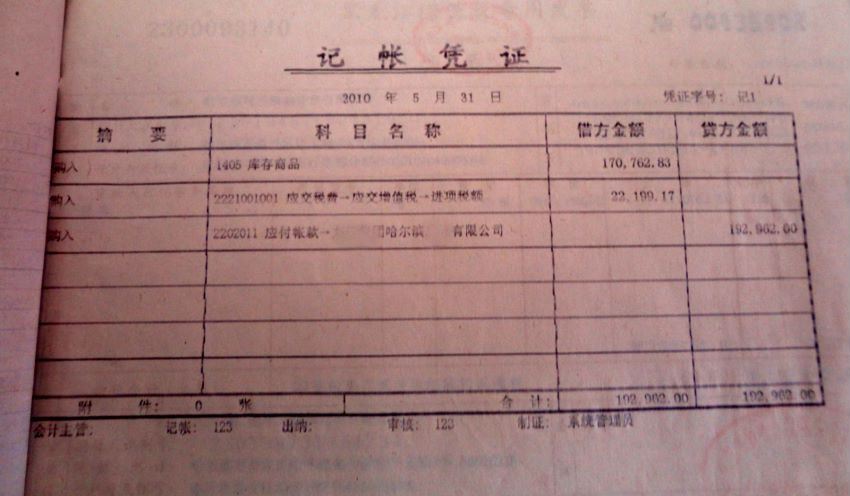 2300093140
记帐凭证
1/1
2010 年 5 月 31 日 凭证字号: 记1
摘 要 科 目 名 称 借方金额 贷方金额
购入 1405 库存商品 170,762.83
购入 2221001001 应交税费-应交增值税-进项税额 22,199.17
购入 2202011 应付帐款- 哈尔滨 有限公司 192,962.00
附 件: 0 张 合 计: 192,962.00 192,962.00
会计主管: 记帐: 123 出纳: 审核: 123 制证: 系统管理员